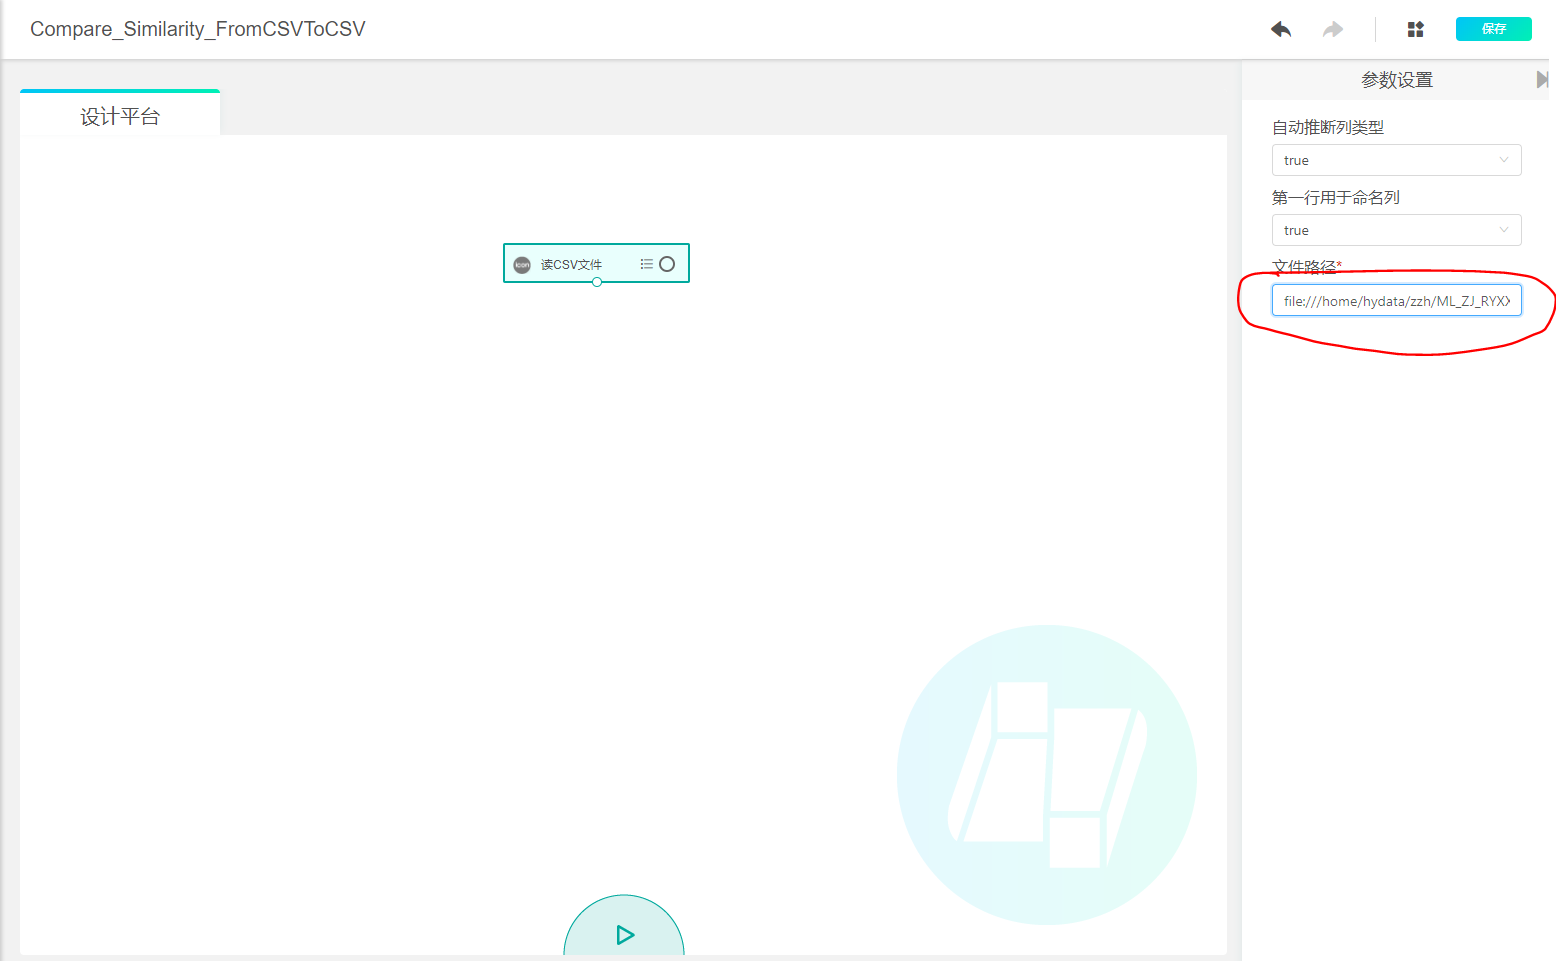 Compare_Similarity_FromCSVToCSV
保存
设计平台
参数设置
自动推断列类型
true
第一行用于命名列
true
文件路径*
file:///home/hydata/zzh/ML_ZJ_RYXX
icon 读CSV文件